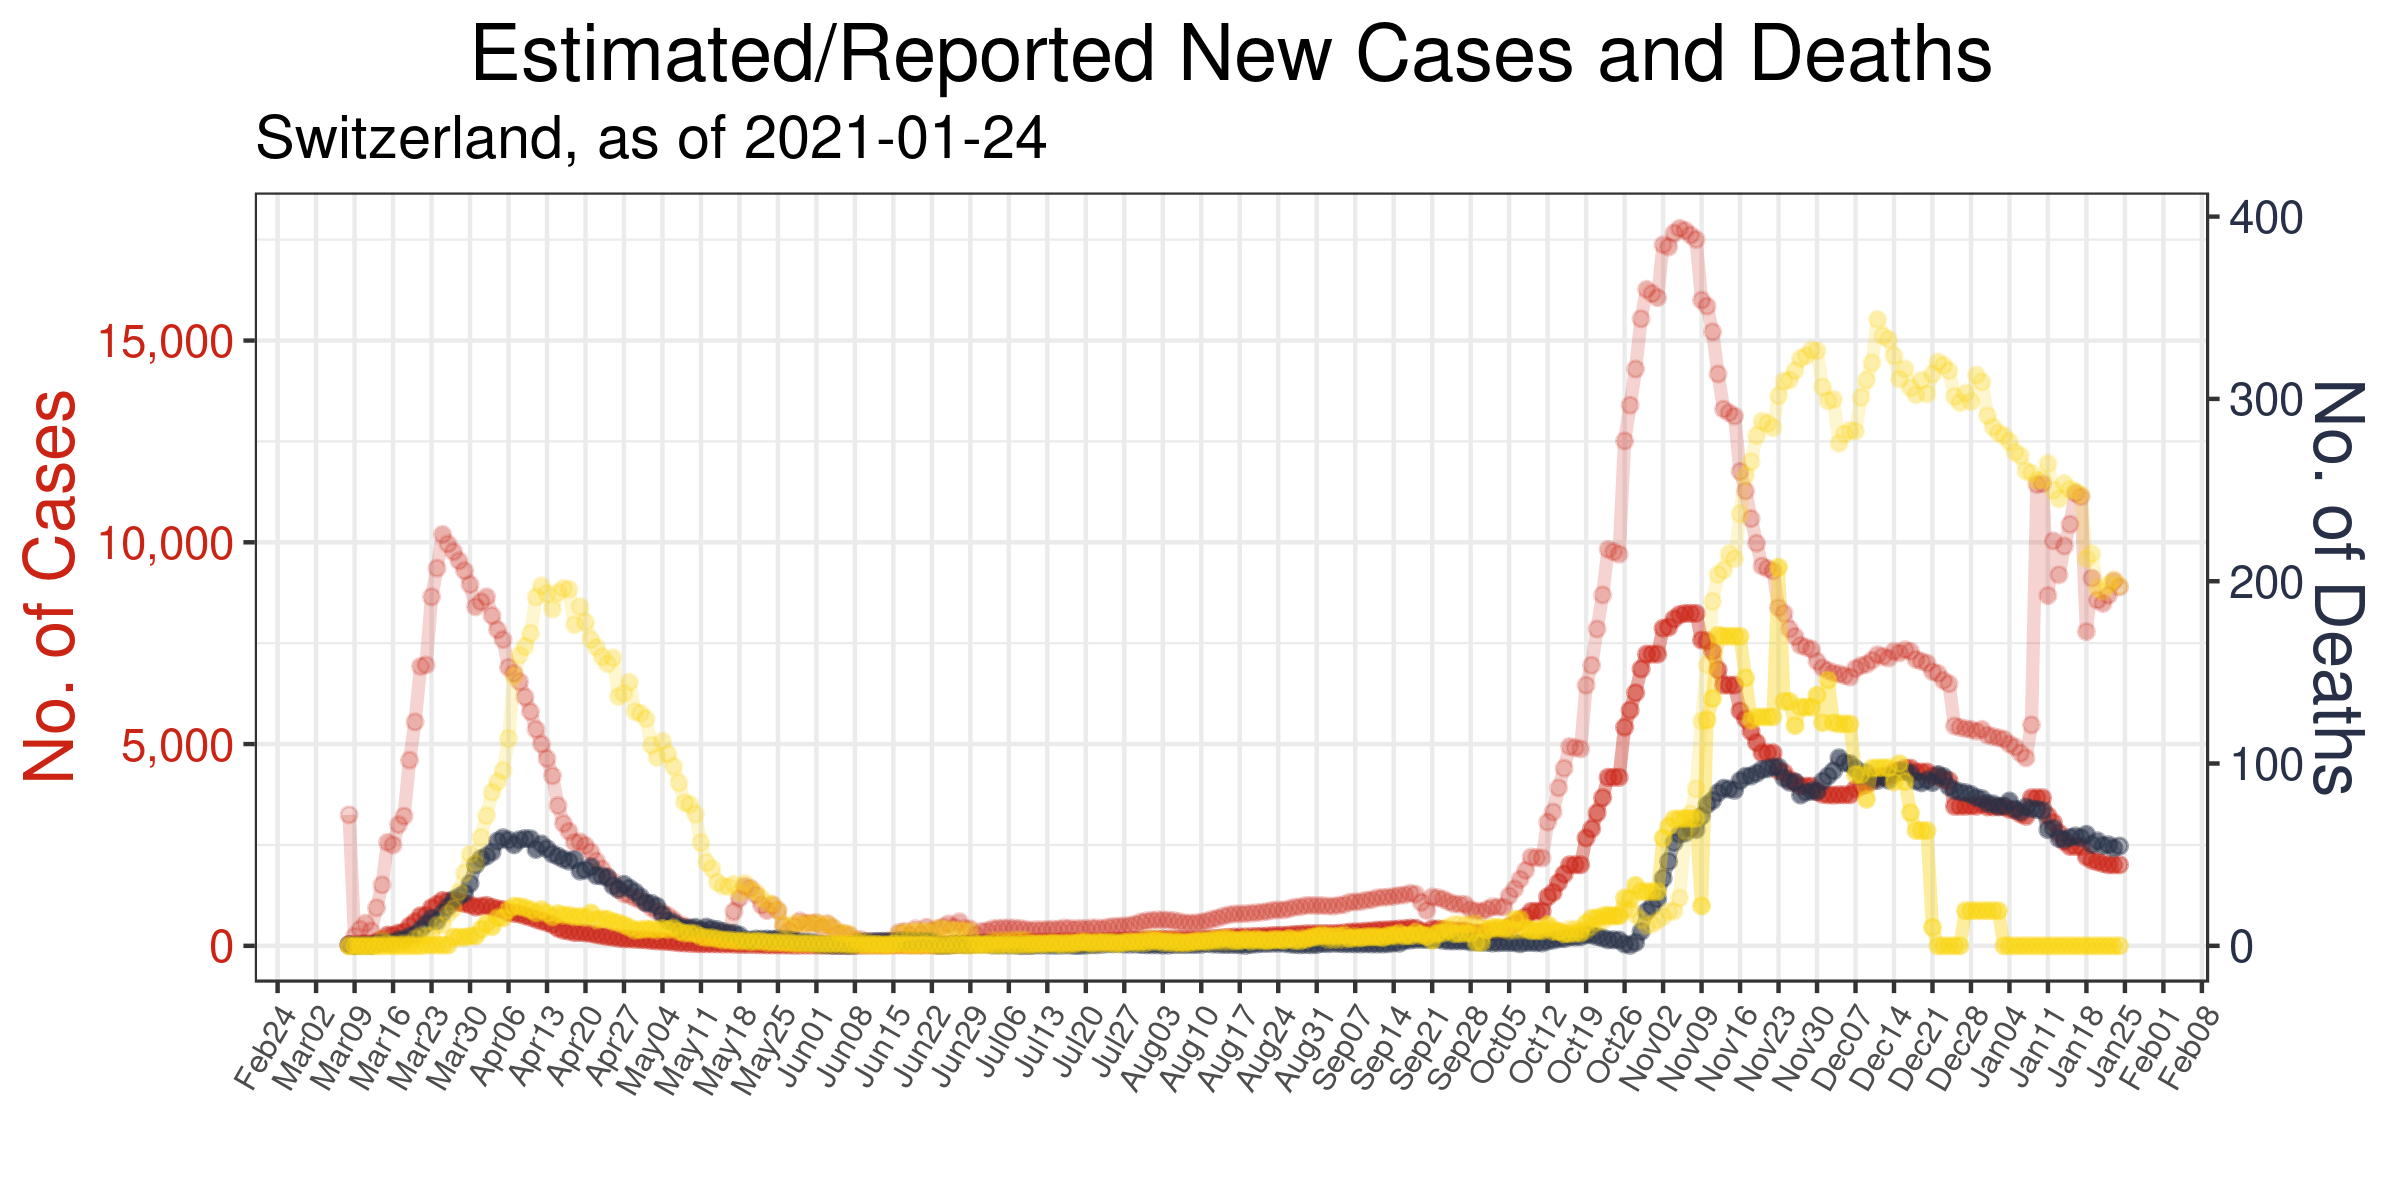 Estimated/Reported New Cases and Deaths
Switzerland, as of 2021-01-24
No. of Cases
15,000
10,000
5,000
0
400
300
200
100
0
No. of Deaths
Feb24
Mar02
Mar09
Mar16
Mar23
Mar30
Apr06
Apr13
Apr20
Apr27
May04
May11
May18
May25
Jun01
Jun08
Jun15
Jun22
Jun29
Jul06
Jul13
Jul20
Jul27
Aug03
Aug10
Aug17
Aug24
Aug31
Sep07
Sep14
Sep21
Sep28
Oct05
Oct12
Oct19
Oct26
Nov02
Nov09
Nov16
Nov23
Nov30
Dec07
Dec14
Dec21
Dec28
Jan04
Jan11
Jan18
Jan25
Feb01
Feb08